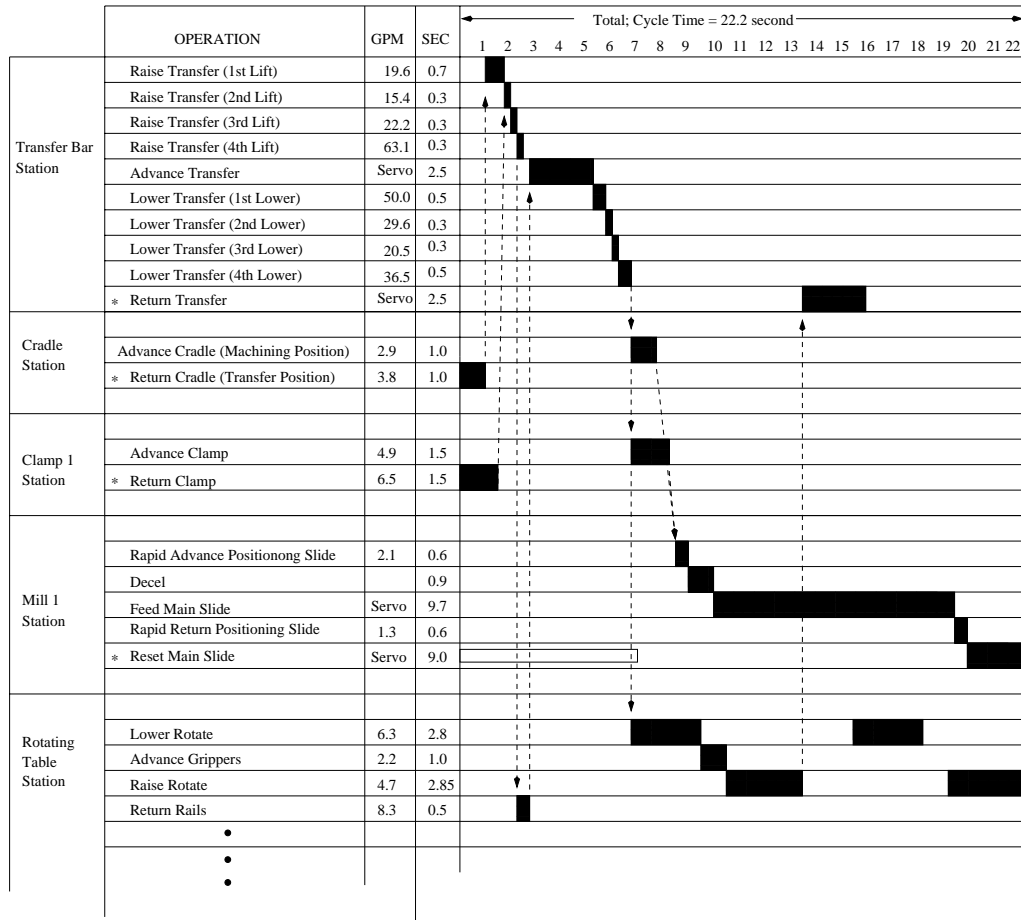 Total; Cycle Time = 22.2 second
OPERATION GPM SEC
1 2 3 4 5 6 7 8 9 10 11 12 13 14 15 16 17 18 19 20 21 22
Transfer Bar
Station
Raise Transfer (1st Lift) 19.6 0.7
Raise Transfer (2nd Lift) 15.4 0.3
Raise Transfer (3rd Lift) 22.2 0.3
Raise Transfer (4th Lift) 63.1 0.3
Advance Transfer Servo 2.5
Lower Transfer (1st Lower) 50.0 0.5
Lower Transfer (2nd Lower) 29.6 0.3
Lower Transfer (3rd Lower) 20.5 0.3
Lower Transfer (4th Lower) 36.5 0.5
* Return Transfer Servo 2.5
Cradle
Station
Advance Cradle (Machining Position) 2.9 1.0
* Return Cradle (Transfer Position) 3.8 1.0
Clamp 1
Station
Advance Clamp 4.9 1.5
* Return Clamp 6.5 1.5
Mill 1
Station
Rapid Advance Positionong Slide 2.1 0.6
Decel 0.9
Feed Main Slide Servo 9.7
Rapid Return Positioning Slide 1.3 0.6
* Reset Main Slide Servo 9.0
Rotating
Table
Station
Lower Rotate 6.3 2.8
Advance Grippers 2.2 1.0
Raise Rotate 4.7 2.85
Return Rails 8.3 0.5